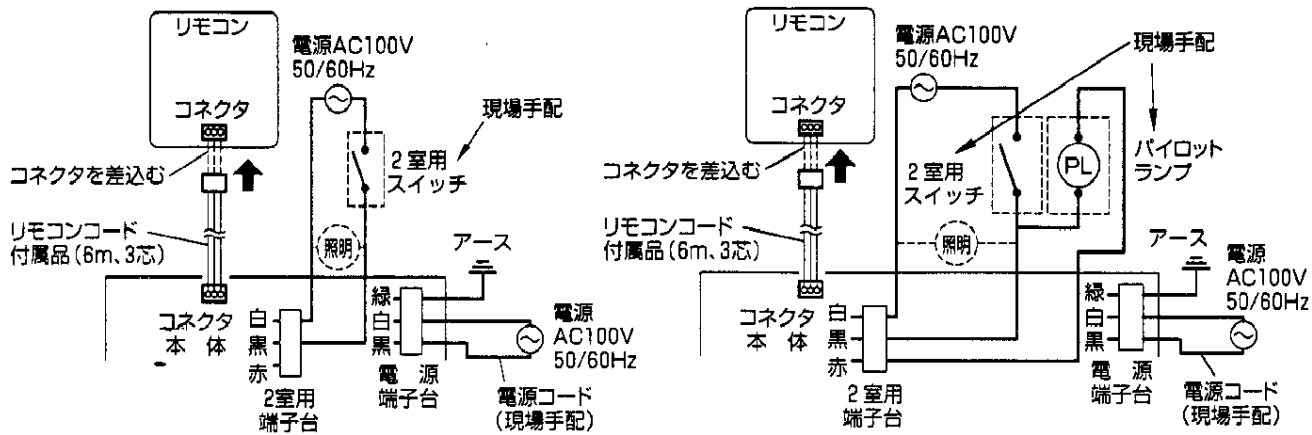 リモコン
コネクタ
コネクタを差込む
リモコンコード
付属品(6m、3芯)
コネクタ
本体
電源AC100V
50/60Hz
現場手配
2室用
スイッチ
照明
アース
白
黒
赤
2室用
端子台
緑
白
黒
電源
端子台
電源
AC100V
50/60Hz
電源コード
(現場手配)
リモコン
コネクタ
コネクタを差込む
リモコンコード
付属品(6m、3芯)
コネクタ
本体
電源AC100V
50/60Hz
現場手配
2室用
スイッチ
PL
パイロット
ランプ
照明
アース
白
黒
赤
2室用
端子台
緑
白
黒
電源
端子台
電源
AC100V
50/60Hz
電源コード
(現場手配)